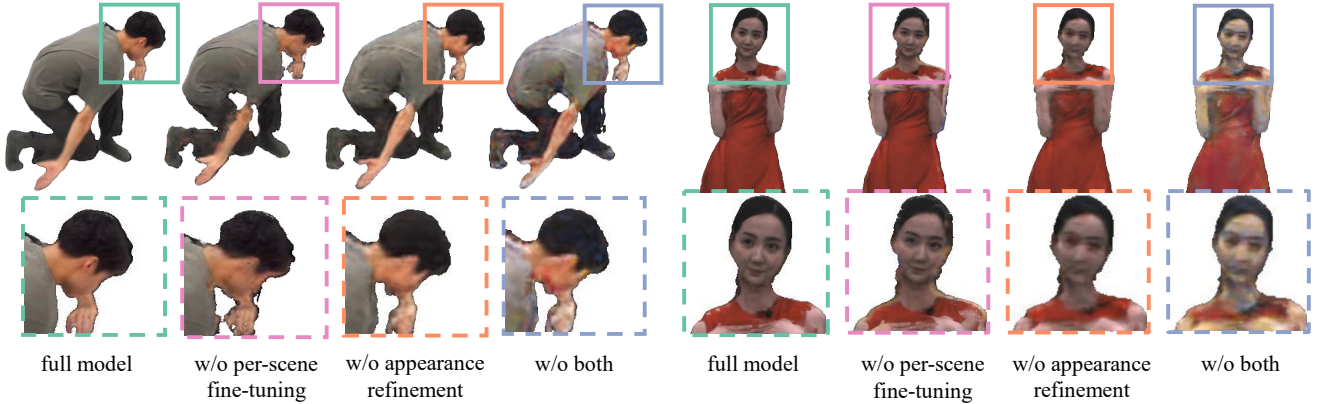 full model
w/o per-scene
fine-tuning
w/o appearance
refinement
w/o both
full model
w/o per-scene
fine-tuning
w/o appearance
refinement
w/o both